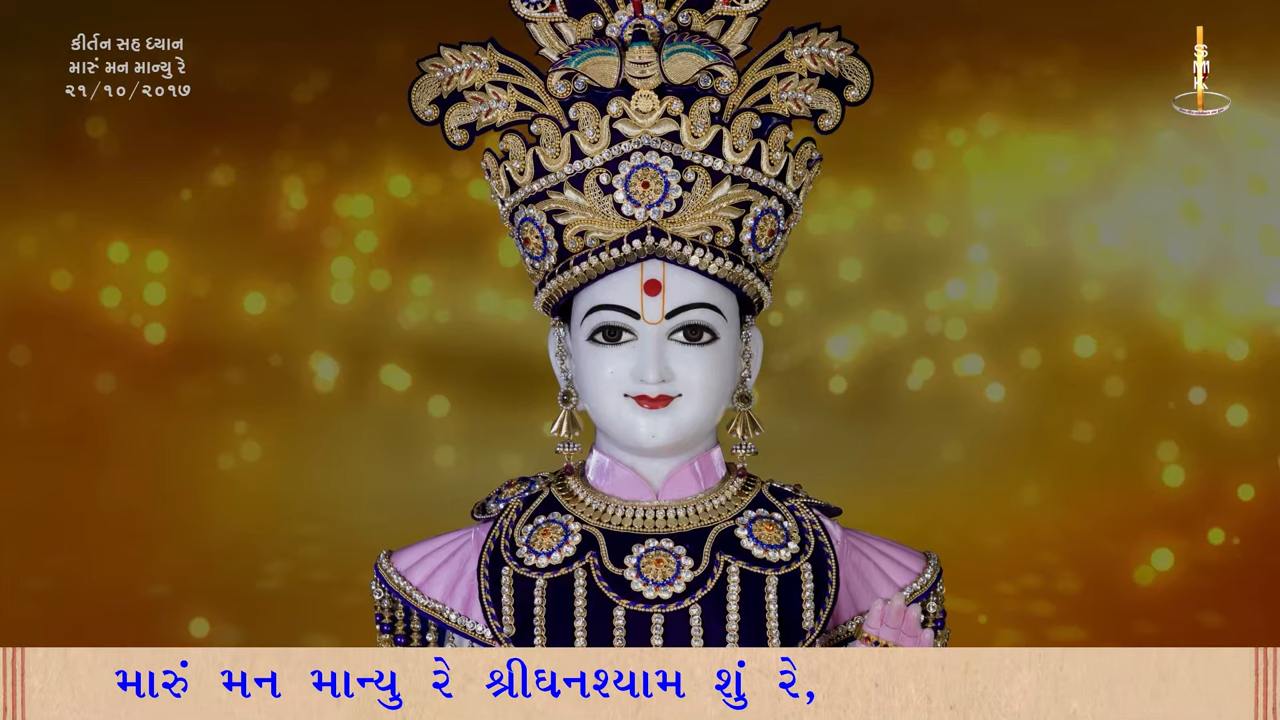 કીર્તન સહ ધ્યાન
મારું મન માન્યુ રે
૨૧/૧૦/૨૦૧૭
મારું મન માન્યુ રે શ્રીઘનશ્યામ શું રે,